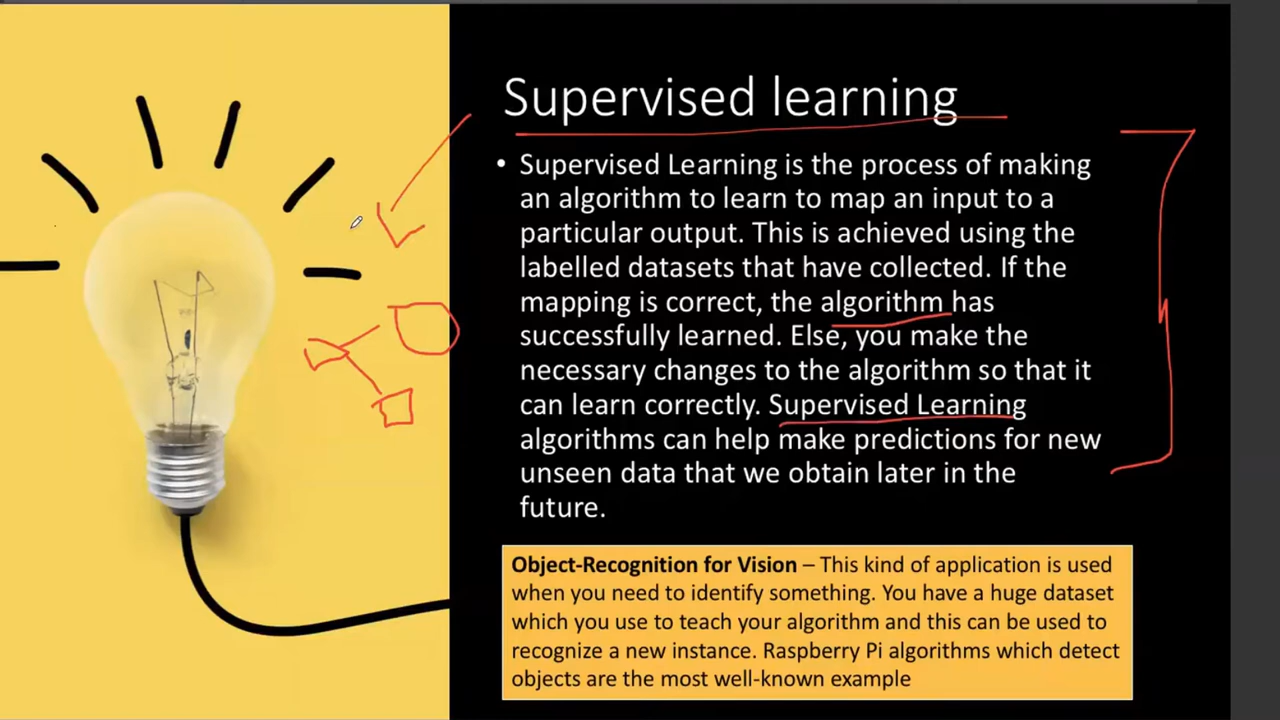 Supervised learning
• Supervised Learning is the process of making
an algorithm to learn to map an input to a
particular output. This is achieved using the
labelled datasets that have collected. If the
mapping is correct, the algorithm has
successfully learned. Else, you make the
necessary changes to the algorithm so that it
can learn correctly. Supervised Learning
algorithms can help make predictions for new
unseen data that we obtain later in the
future.
Object-Recognition for Vision – This kind of application is used
when you need to identify something. You have a huge dataset
which you use to teach your algorithm and this can be used to
recognize a new instance. Raspberry Pi algorithms which detect
objects are the most well-known example